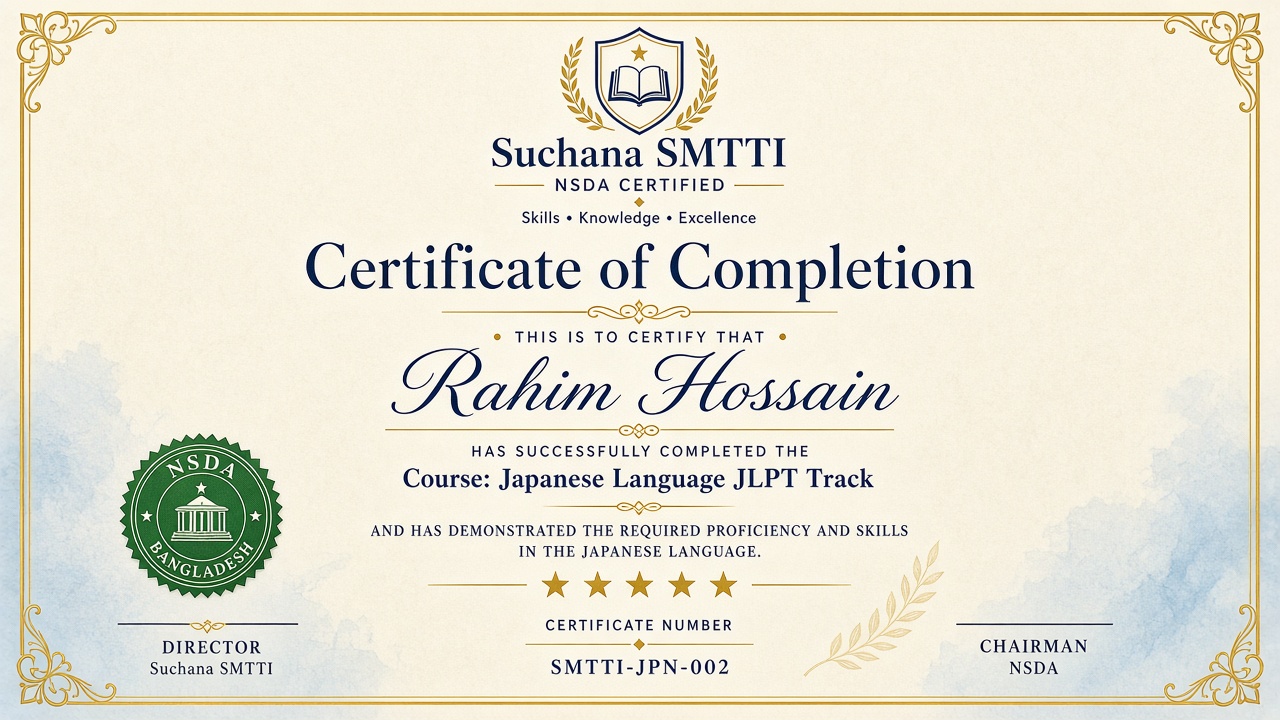 Suchana SMTTI
NSDA CERTIFIED
Skills • Knowledge • Excellence
Certificate of Completion
• THIS IS TO CERTIFY THAT •
Rahim Hossain
HAS SUCCESSFULLY COMPLETED THE
Course: Japanese Language JLPT Track
AND HAS DEMONSTRATED THE REQUIRED PROFICIENCY AND SKILLS
IN THE JAPANESE LANGUAGE.
NSDA
BANGLADESH
DIRECTOR
Suchana SMTTI
CERTIFICATE NUMBER
SMTTI-JPN-002
CHAIRMAN
NSDA